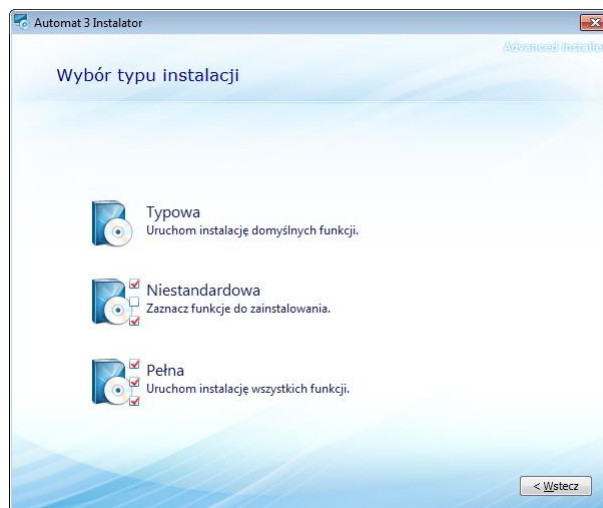 Automat 3 Instalator
Advanced Installer
Wybór typu instalacji
Typowa
Uruchom instalację domyślnych funkcji.
Niestandardowa
Zaznacz funkcje do zainstalowania.
Pełna
Uruchom instalację wszystkich funkcji.
< Wstecz